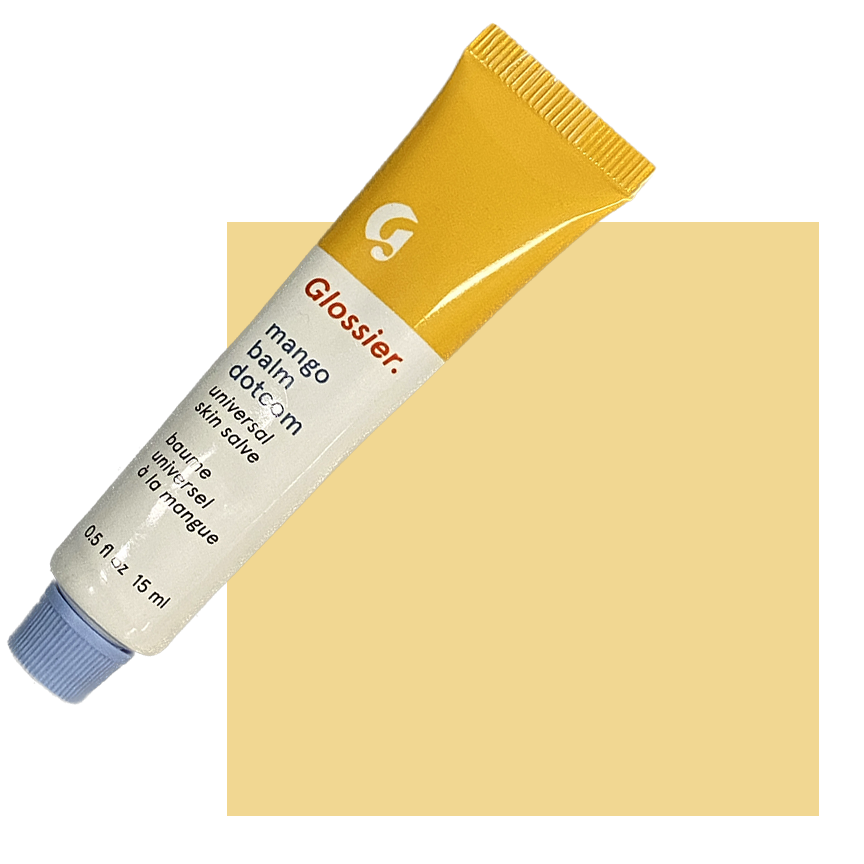 G
Glossier.
mango
balm
dotcom
universal
skin salve
baume
universel
à la mangue
0.5 fl oz 15 ml